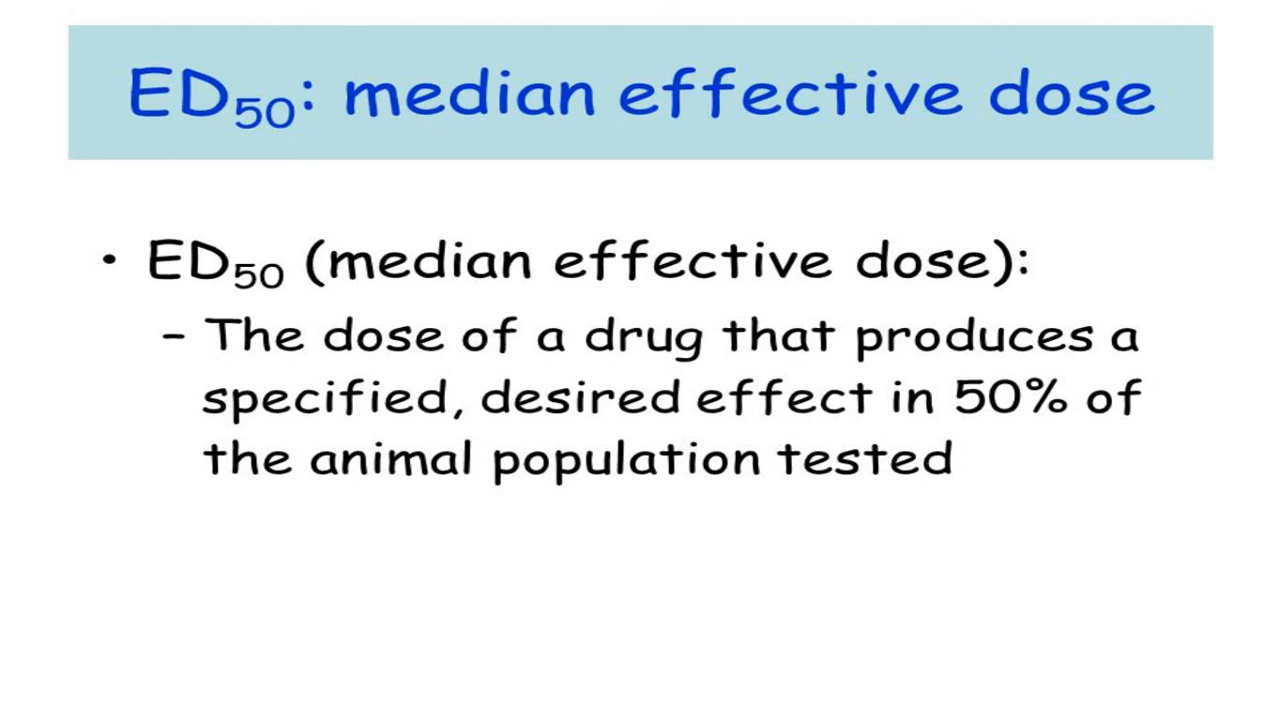 ED₅₀: median effective dose
• ED₅₀ (median effective dose):
– The dose of a drug that produces a
specified, desired effect in 50% of
the animal population tested